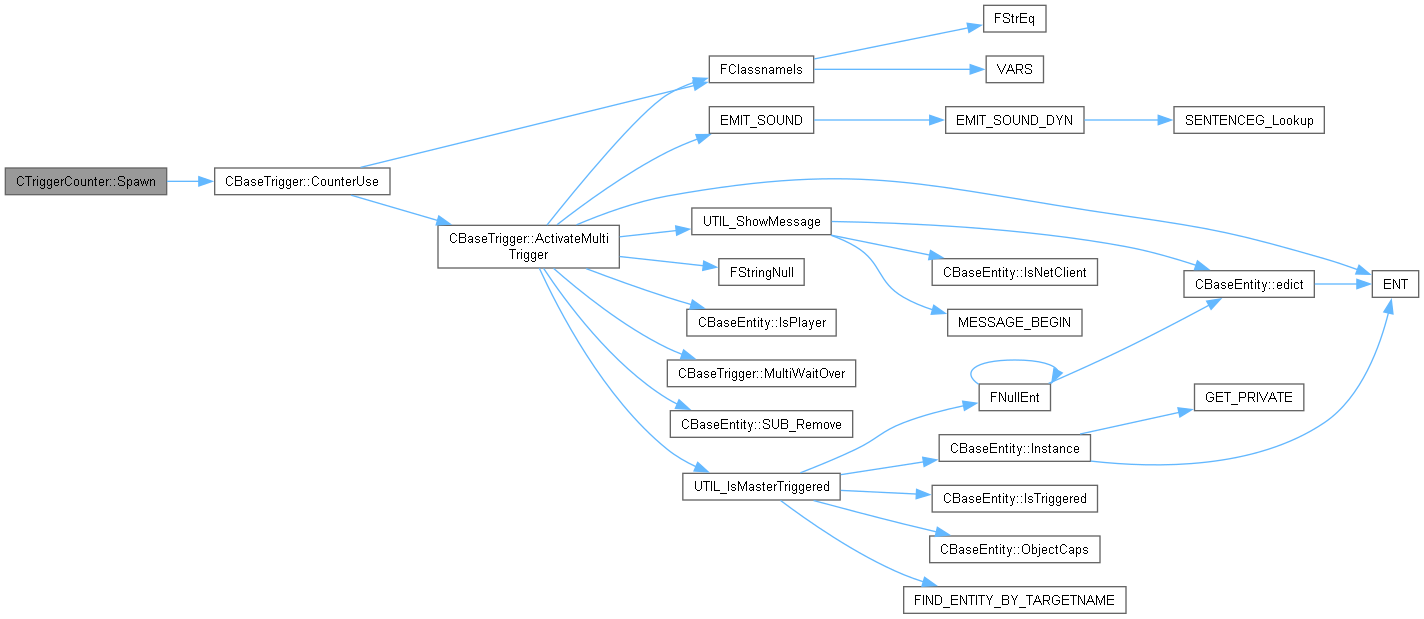 FStrEq
FClassnameIs
VARS
EMIT_SOUND
EMIT_SOUND_DYN
SENTENCEG_Lookup
CTriggerCounter::Spawn
CBaseTrigger::CounterUse
UTIL_ShowMessage
CBaseTrigger::ActivateMulti
Trigger
FStringNull
CBaseEntity::IsNetClient
CBaseEntity::edict
ENT
CBaseEntity::IsPlayer
MESSAGE_BEGIN
CBaseTrigger::MultiWaitOver
FNullEnt
GET_PRIVATE
CBaseEntity::SUB_Remove
CBaseEntity::Instance
UTIL_IsMasterTriggered
CBaseEntity::IsTriggered
CBaseEntity::ObjectCaps
FIND_ENTITY_BY_TARGETNAME